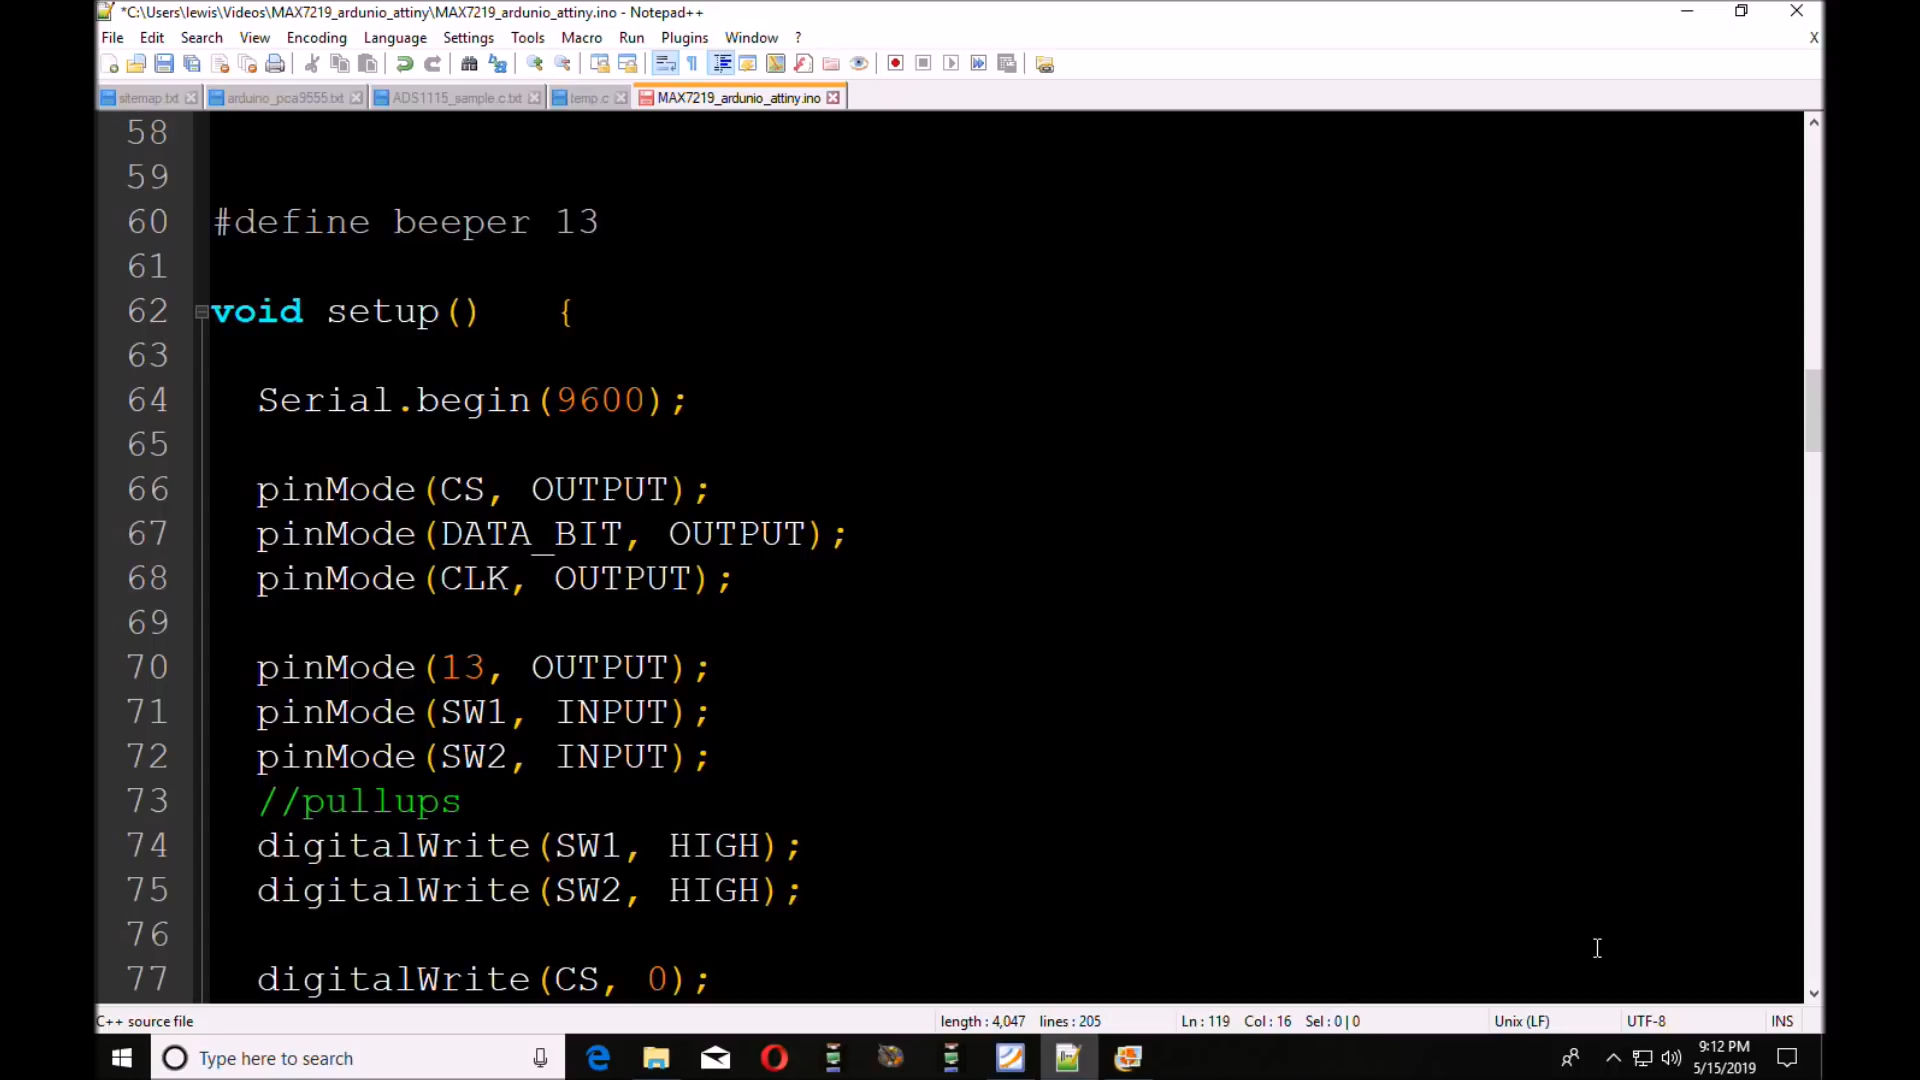 *C:\Users\lewis\Videos\MAX7219_ardunio_attiny\MAX7219_ardunio_attiny.ino - Notepad++
File Edit Search View Encoding Language Settings Tools Macro Run Plugins Window ? X
sitemap.txt arduino_pca9555.txt ADS1115_sample.c.txt temp.c MAX7219_ardunio_attiny.ino
58
59
60 #define beeper 13
61
62 void setup() {
63
64 Serial.begin(9600);
65
66 pinMode(CS, OUTPUT);
67 pinMode(DATA_BIT, OUTPUT);
68 pinMode(CLK, OUTPUT);
69
70 pinMode(13, OUTPUT);
71 pinMode(SW1, INPUT);
72 pinMode(SW2, INPUT);
73 //pullups
74 digitalWrite(SW1, HIGH);
75 digitalWrite(SW2, HIGH);
76
77 digitalWrite(CS, 0);
C++ source file length : 4,047 lines : 205 Ln : 119 Col : 16 Sel : 0 | 0 Unix (LF) UTF-8 INS
Type here to search
9:12 PM
5/15/2019